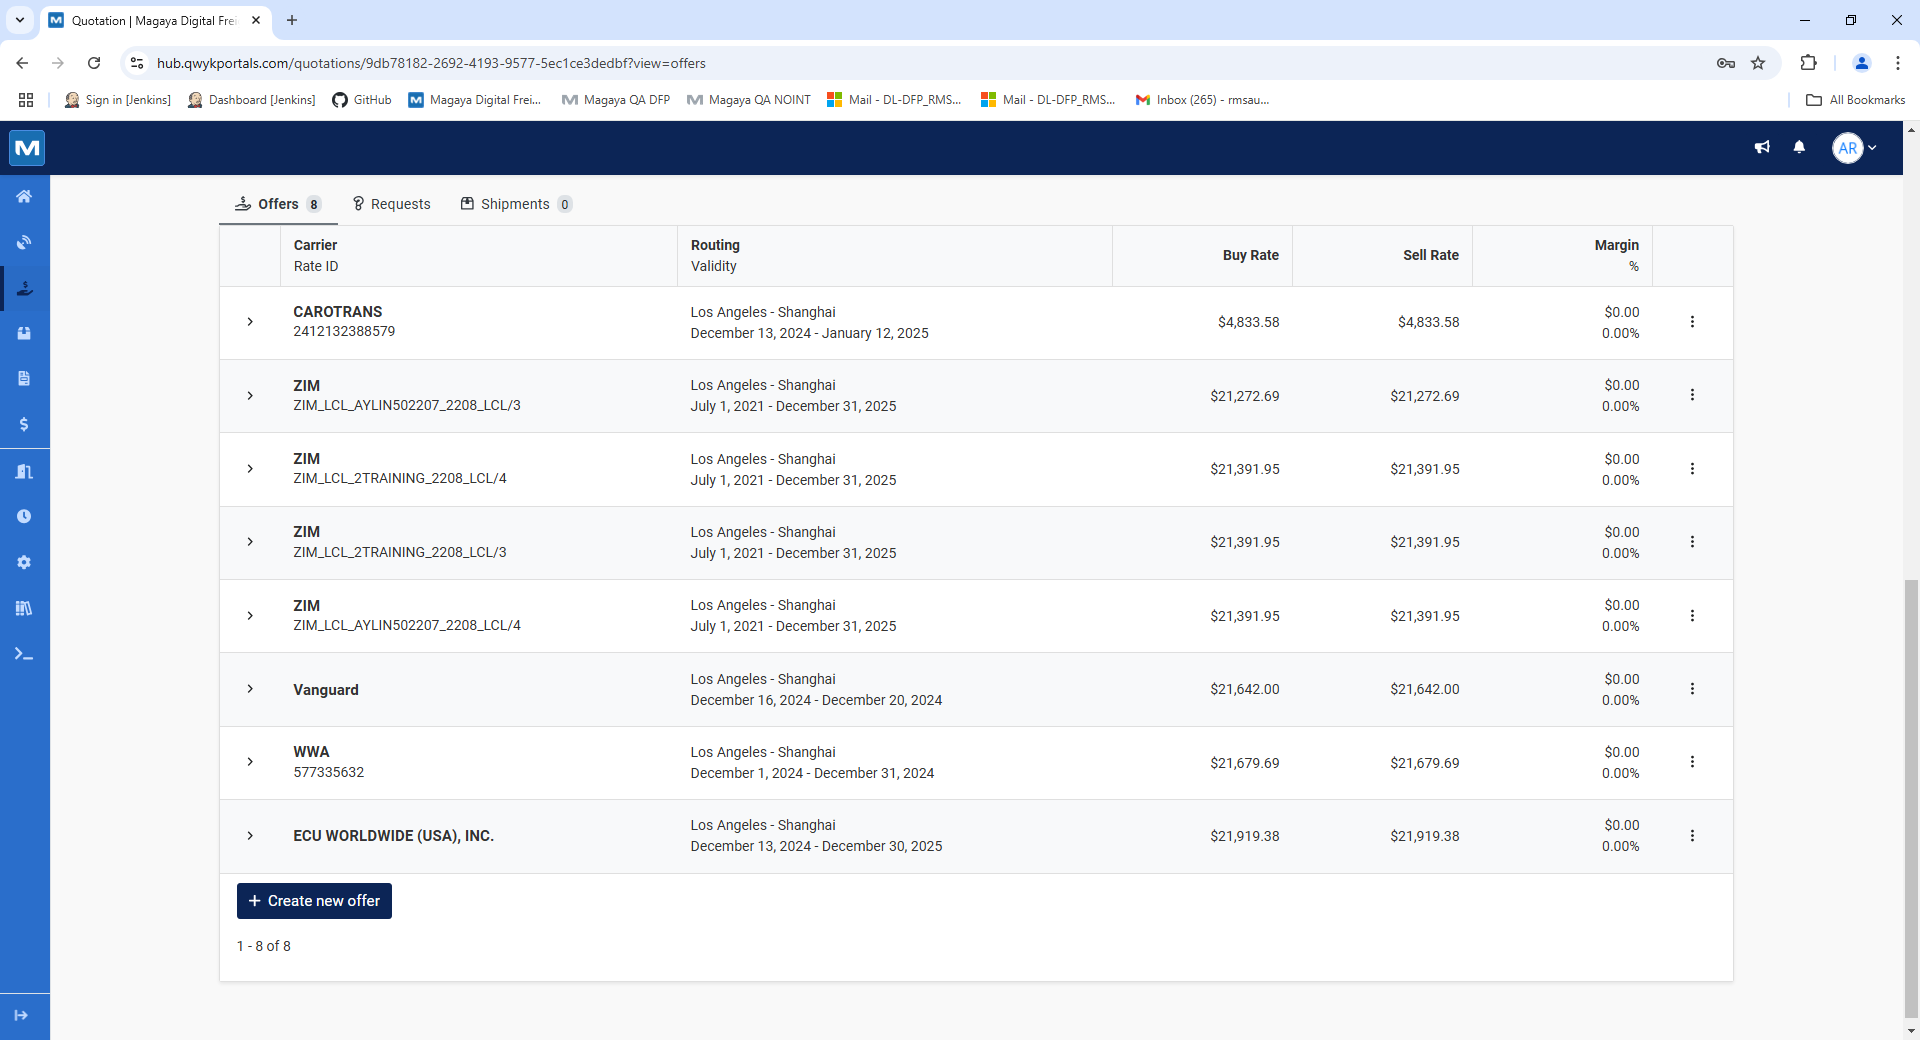 Quotation | Magaya Digital Frei
hub.qwykportals.com/quotations/9db78182-2692-4193-9577-5ec1ce3dedbf?view=offers
Sign in [Jenkins]
Dashboard [Jenkins]
GitHub
Magaya Digital Frei...
Magaya QA DFP
Magaya QA NOINT
Mail - DL-DFP_RMS...
Mail - DL-DFP_RMS...
Inbox (265) - rmsau...
All Bookmarks
M
AR
Offers 8
Requests
Shipments 0
Carrier
Rate ID
Routing
Validity
Buy Rate
Sell Rate
Margin
%
CAROTRANS
2412132388579
Los Angeles - Shanghai
December 13, 2024 - January 12, 2025
$4,833.58
$4,833.58
$0.00
0.00%
ZIM
ZIM_LCL_AYLIN502207_2208_LCL/3
Los Angeles - Shanghai
July 1, 2021 - December 31, 2025
$21,272.69
$21,272.69
$0.00
0.00%
ZIM
ZIM_LCL_2TRAINING_2208_LCL/4
Los Angeles - Shanghai
July 1, 2021 - December 31, 2025
$21,391.95
$21,391.95
$0.00
0.00%
ZIM
ZIM_LCL_2TRAINING_2208_LCL/3
Los Angeles - Shanghai
July 1, 2021 - December 31, 2025
$21,391.95
$21,391.95
$0.00
0.00%
ZIM
ZIM_LCL_AYLIN502207_2208_LCL/4
Los Angeles - Shanghai
July 1, 2021 - December 31, 2025
$21,391.95
$21,391.95
$0.00
0.00%
Vanguard
Los Angeles - Shanghai
December 16, 2024 - December 20, 2024
$21,642.00
$21,642.00
$0.00
0.00%
WWA
577335632
Los Angeles - Shanghai
December 1, 2024 - December 31, 2024
$21,679.69
$21,679.69
$0.00
0.00%
ECU WORLDWIDE (USA), INC.
Los Angeles - Shanghai
December 13, 2024 - December 30, 2025
$21,919.38
$21,919.38
$0.00
0.00%
+ Create new offer
1 - 8 of 8